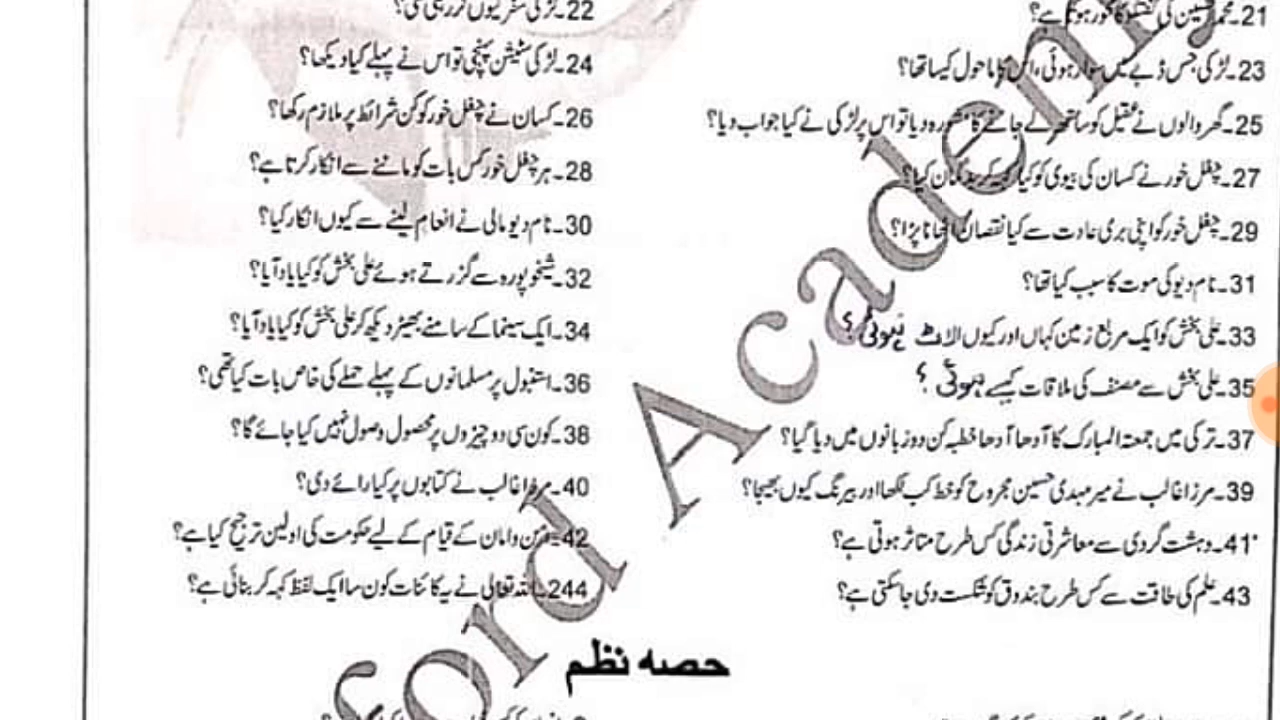 21۔ محمد حسین کی گفتگو کا محور ہوتا ہے؟
22۔ لڑکی سفر کیوں کر رہی تھی؟
23۔ لڑکی جس ڈبے میں سوار ہوئی، اس کا ماحول کیسا تھا؟
24۔ لڑکی سٹیشن پہنچی تو اس نے پہلے کیا دیکھا؟
25۔ گھر والوں نے عقیل کو ساتھ لے جانے کا مشورہ دیا تو اس پر لڑکی نے کیا جواب دیا؟
26۔ کسان نے چغل خور کو کن شرائط پر ملازم رکھا؟
27۔ چغل خور نے کسان کی بیوی کو کیا کہہ کر بدگمان کیا؟
28۔ ہر چغل خور کس بات کو ماننے سے انکار کرتا ہے؟
29۔ چغل خور کو اپنی بری عادت سے کیا نقصان اٹھانا پڑا؟
30۔ نام دیو مالی نے انعام لینے سے کیوں انکار کیا؟
31۔ نام دیو کی موت کا سبب کیا تھا؟
32۔ شیخوپورہ سے گزرتے ہوئے علی بخش کو کیا یاد آیا؟
33۔ علی بخش کو ایک مربع زمین کہاں اور کیوں الاٹ ہوئی؟
34۔ ایک سینما کے سامنے بھیڑ دیکھ کر علی بخش کو کیا یاد آیا؟
35۔ علی بخش سے مصنف کی ملاقات کیسے ہوئی؟
36۔ استنبول پر مسلمانوں کے پہلے حملے کی خاص بات کیا تھی؟
37۔ ترکی میں جمعتہ المبارک کا آدھا آدھا خطبہ کن دو زبانوں میں دیا گیا؟
38۔ کون سی دو چیزوں پر محصول وصول نہیں کیا جائے گا؟
39۔ مرزا غالب نے میر مہدی حسین مجروح کو خط کب لکھا اور بیرنگ کیوں بھیجا؟
40۔ مرزا غالب نے کتابوں پر کیا رائے دی؟
41۔ دہشت گردی سے معاشرتی زندگی کس طرح متاثر ہوتی ہے؟
42۔ امن و امان کے قیام کے لیے حکومت کی اولین ترجیح کیا ہے؟
43۔ علم کی طاقت سے کس طرح بندوق کو شکست دی جا سکتی ہے؟
244۔ اللہ تعالی نے یہ کائنات کون سا ایک لفظ کہہ کر بنائی ہے؟
حصہ نظم
ford Academy